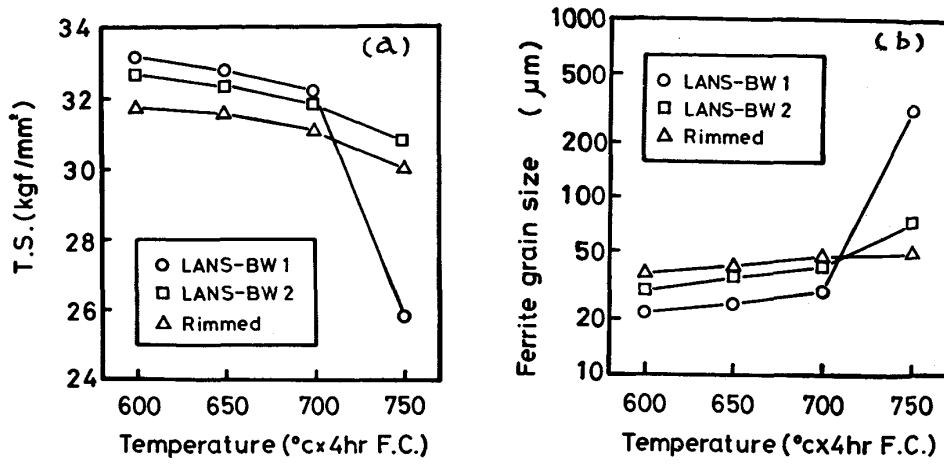 (a)
T.S.(kgf/mm²)
34
32
30
28
26
24
LANS-BW 1
LANS-BW 2
Rimmed
600 650 700 750
Temperature(°cx4hr F.C.)
(b)
Ferrite grain size (μm)
1000
500
200
100
50
20
10
LANS-BW 1
LANS-BW 2
Rimmed
600 650 700 750
Temperature(°cx4hr F.C.)